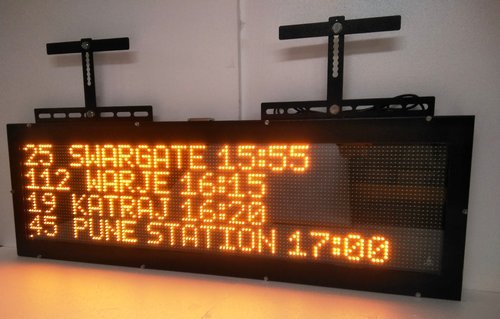 25 SWARGATE 15:55
112 WARJE 16:15
19 KATRAJ 16:20
45 PUNE STATION 17:00